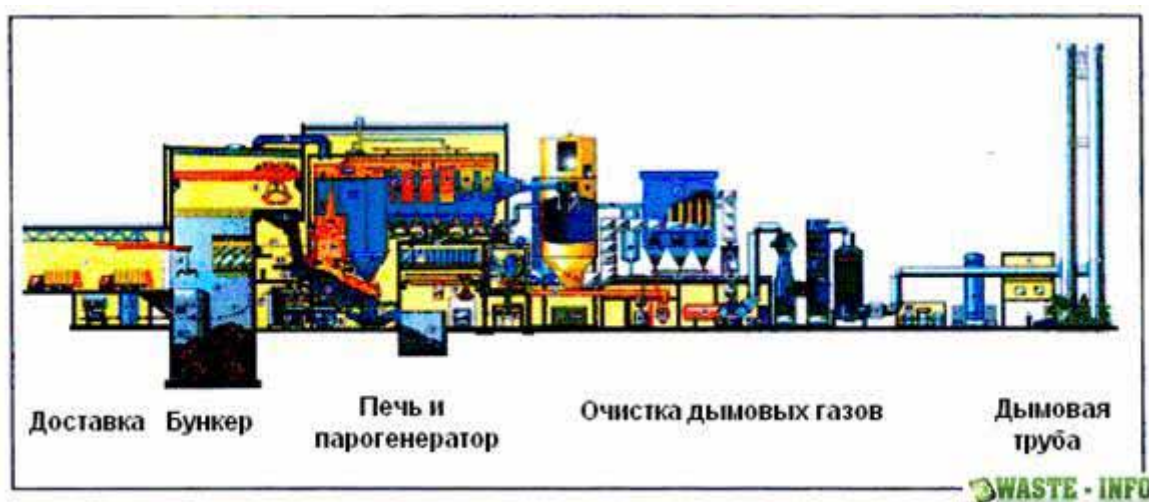 Доставка
Бункер
Печь и
парогенератор
Очистка дымовых газов
Дымовая
труба
WASTE - INFO